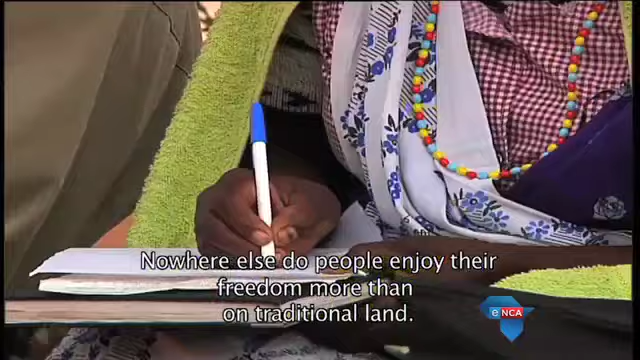 Nowhere else do people enjoy their
freedom more than
on traditional land.
eNCA